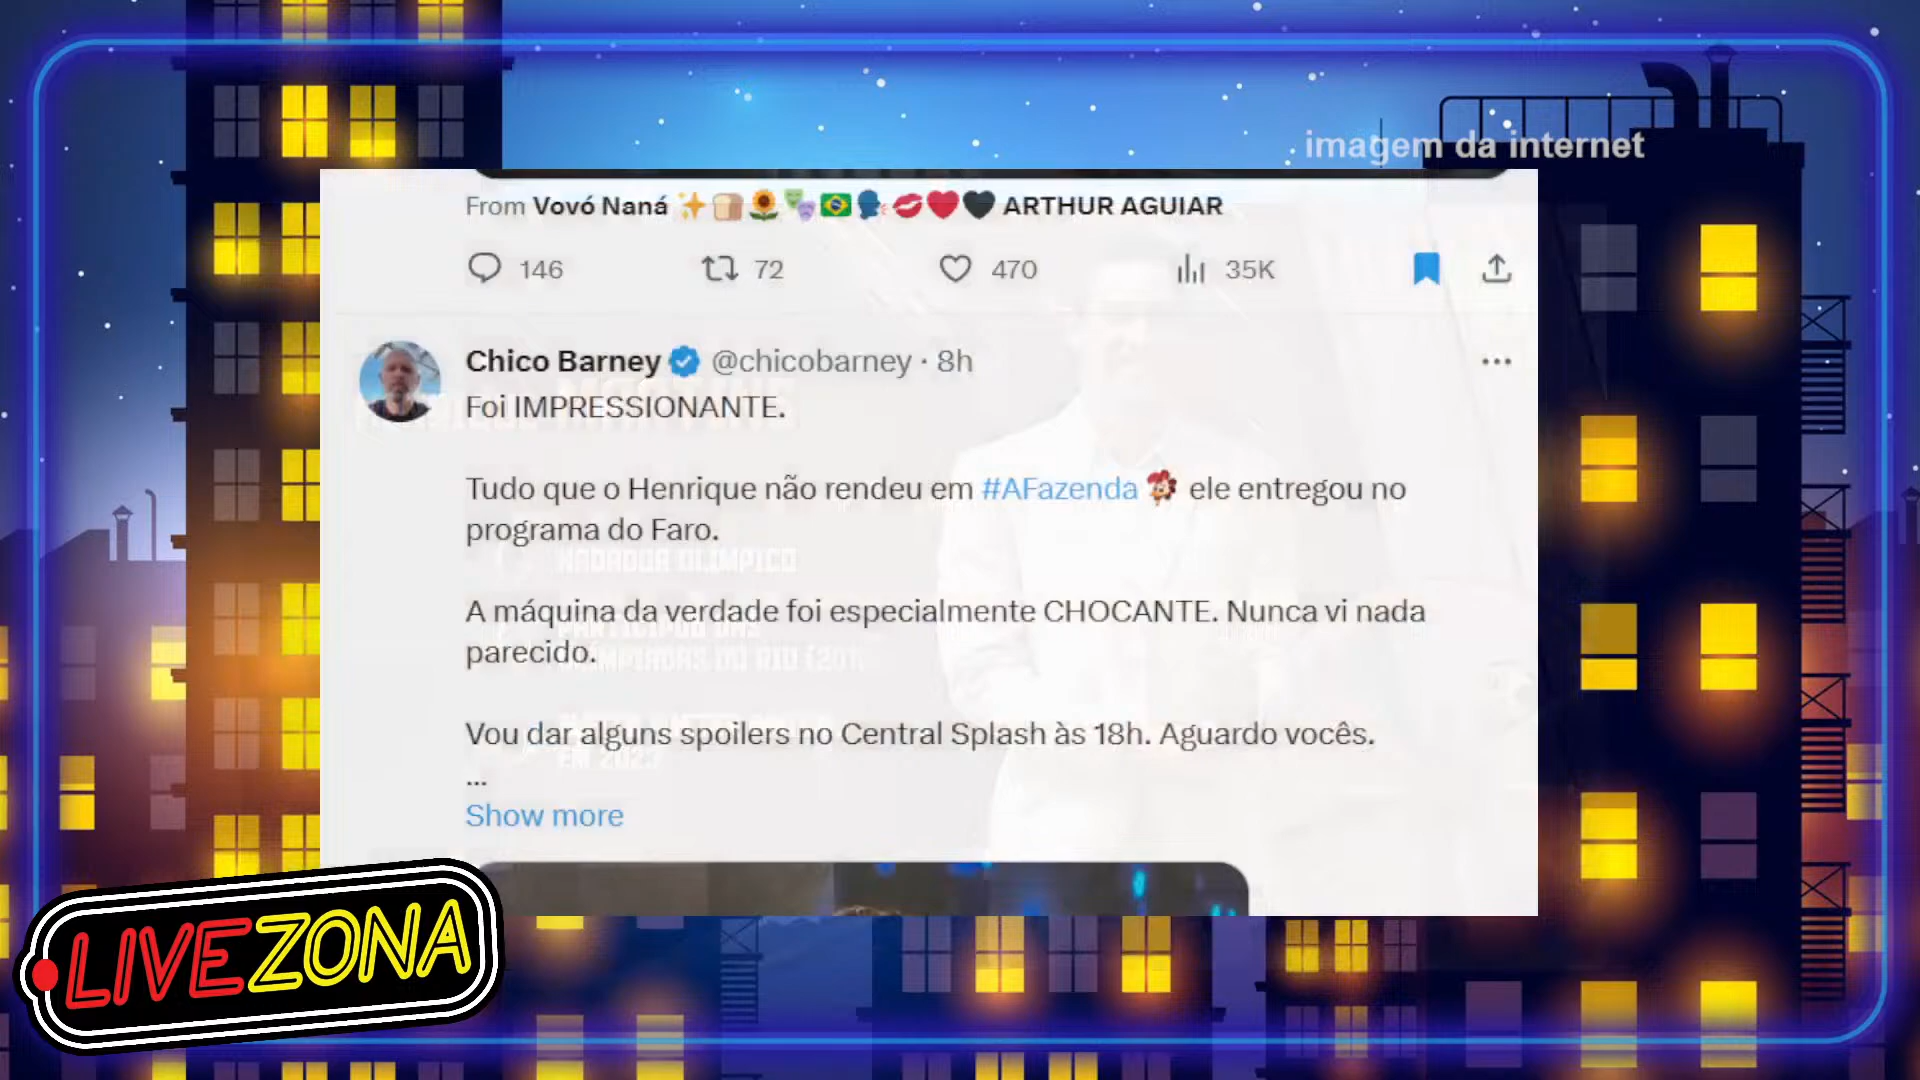 imagem da internet
From Vovó Naná ✨🍞🌻🎭🇧🇷🗣💋❤️🖤 ARTHUR AGUIAR
146 72 470 35K
Chico Barney @chicobarney · 8h
Foi IMPRESSIONANTE.
Tudo que o Henrique não rendeu em #AFazenda ele entregou no
programa do Faro.
NADADOR OLÍMPICO
A máquina da verdade foi especialmente CHOCANTE. Nunca vi nada
parecido.
Vou dar alguns spoilers no Central Splash às 18h. Aguardo vocês.
...
Show more
LIVEZONA